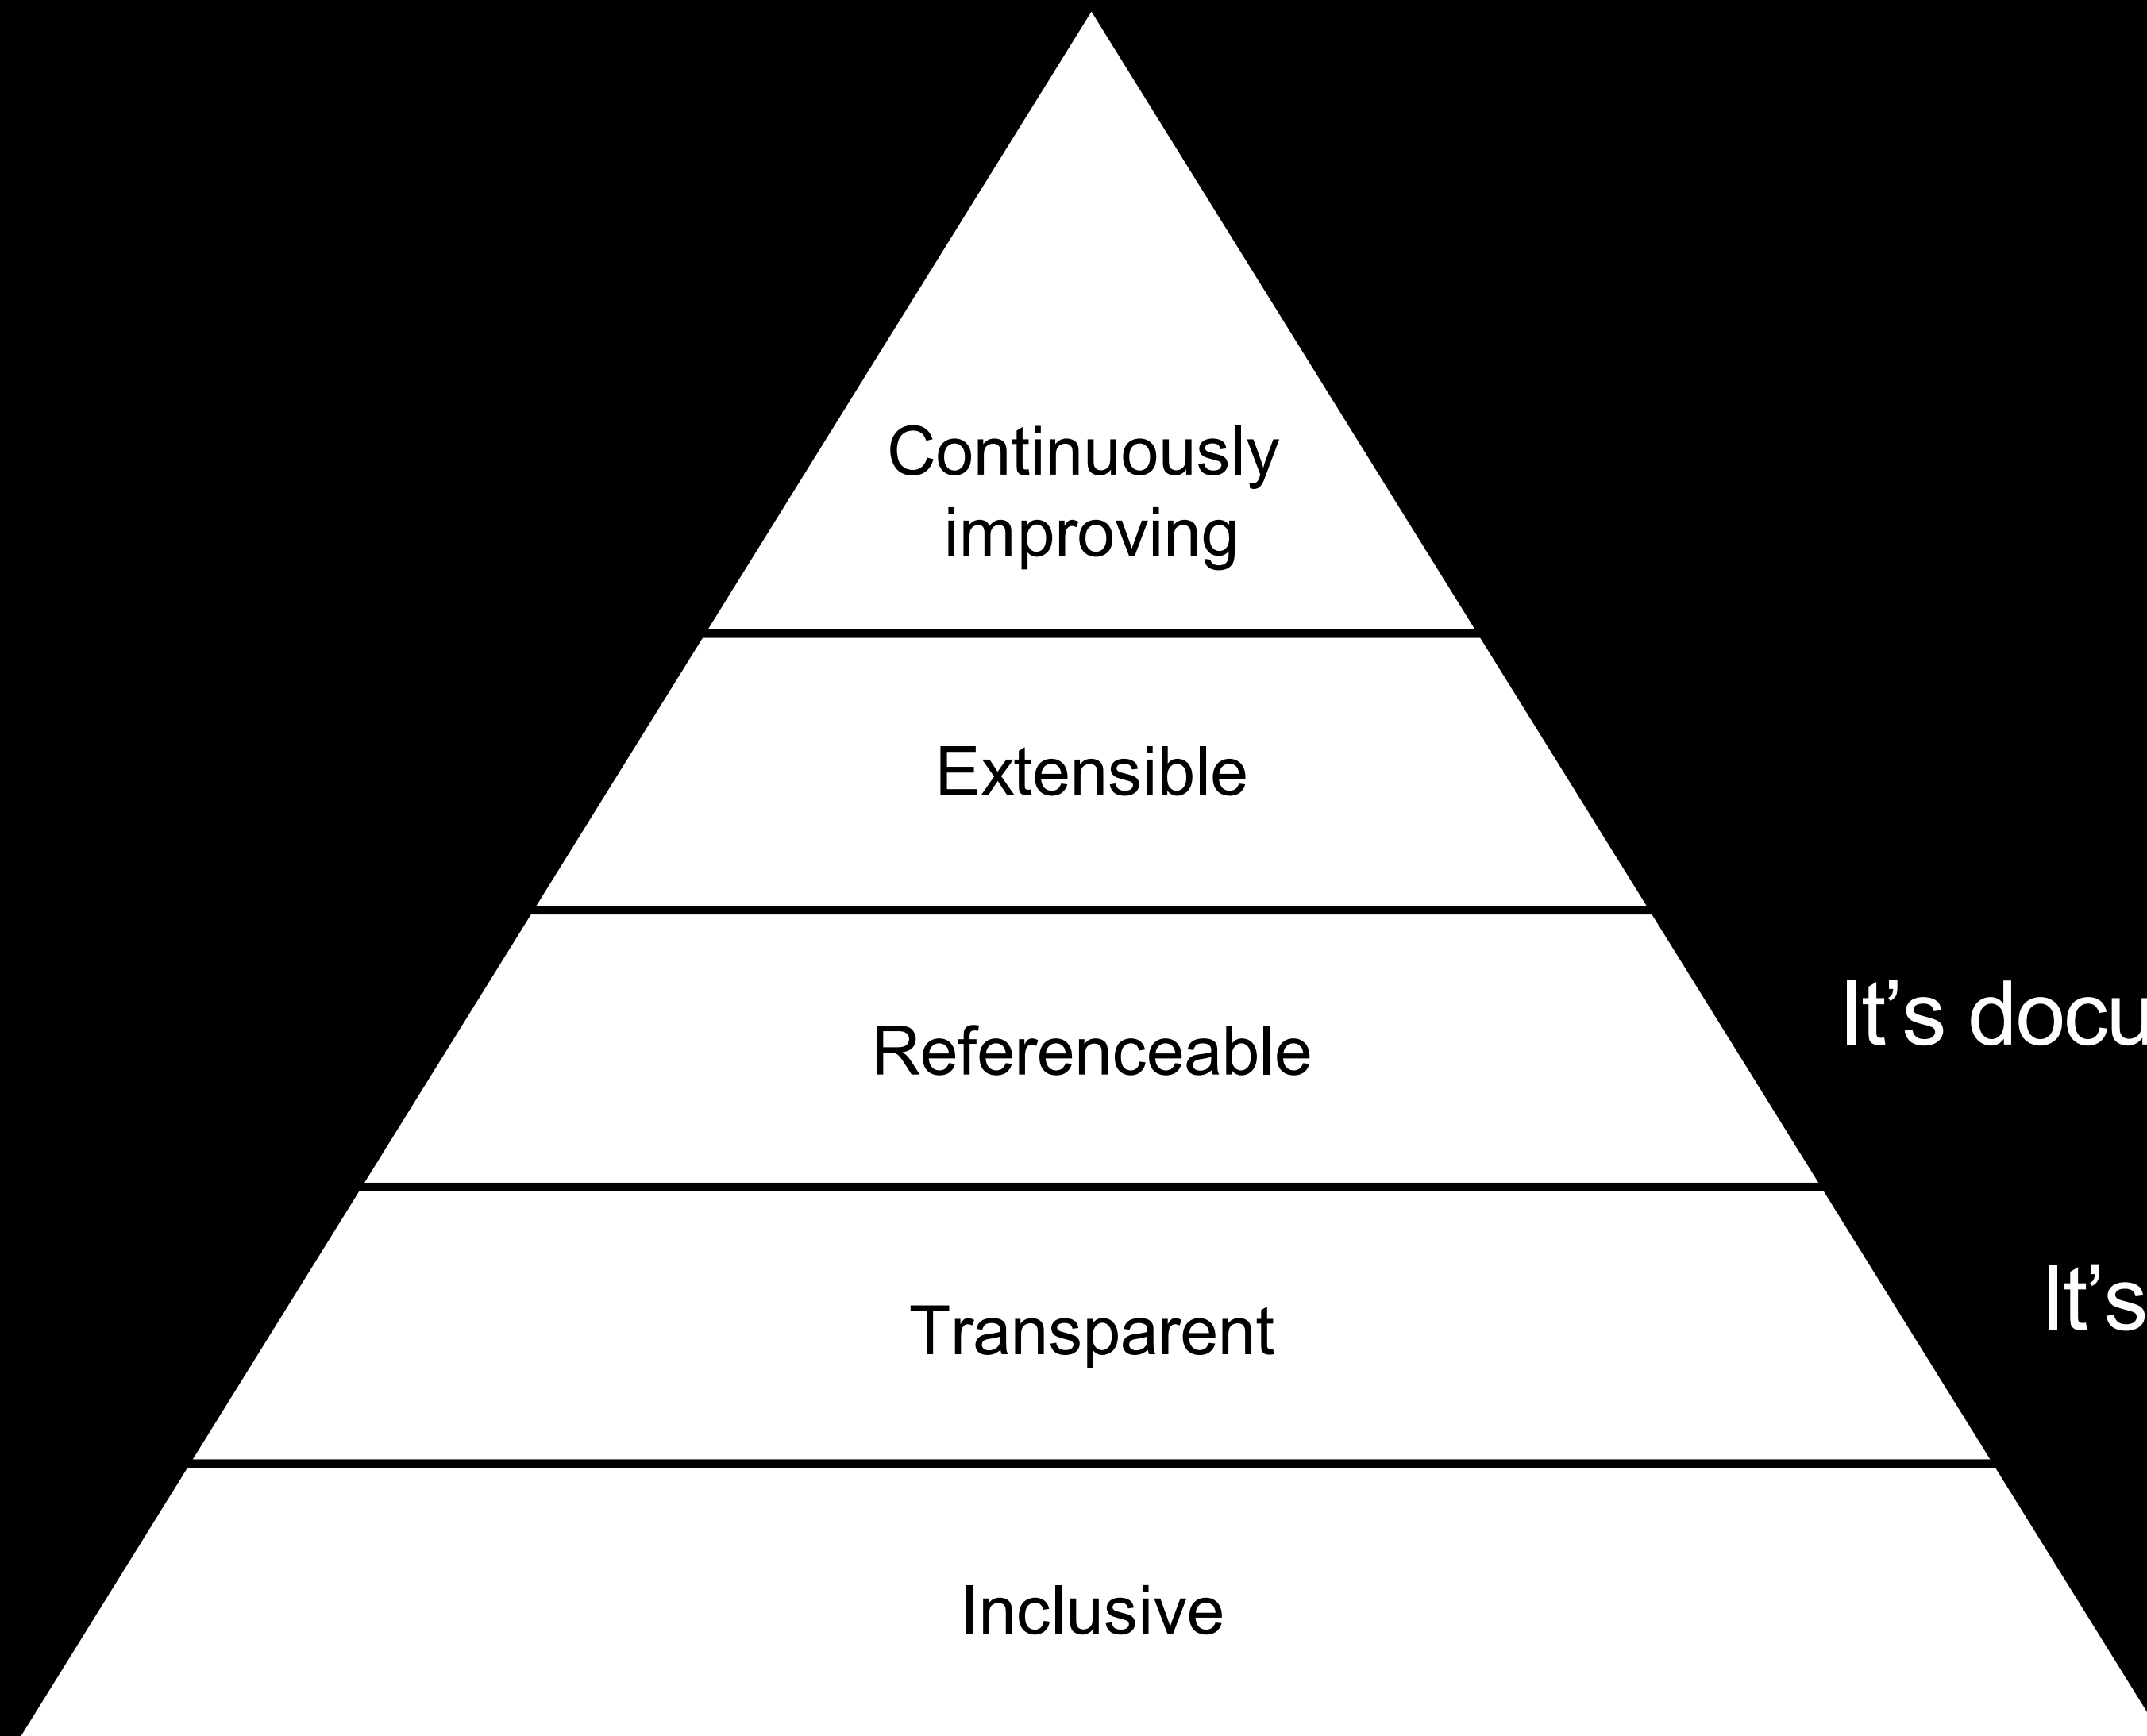 Continuously
improving
Extensible
Referenceable
It’s
Transparent
It’s
Inclusive